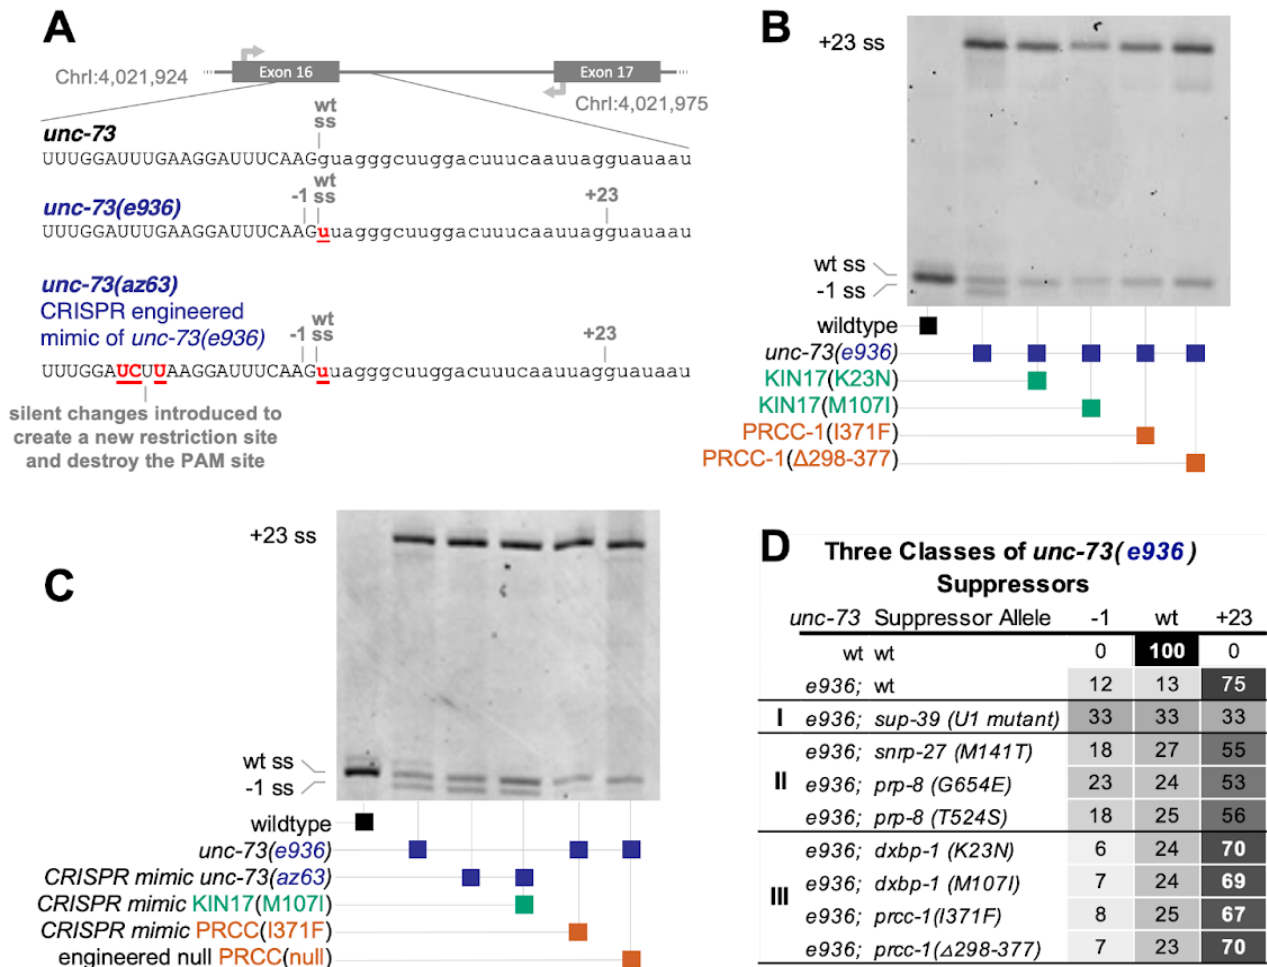 A
ChrI:4,021,924
Exon 16
Exon 17
ChrI:4,021,975
wt
ss
unc-73
UUUGGAUUUGAAGGAUUUCAAGguagggcuuggacuuucaauuagguauaau
wt
-1 ss +23
unc-73(e936)
UUUGGAUUUGAAGGAUUUCAAGuuagggcuuggacuuucaauuagguauaau
unc-73(az63)
CRISPR engineered
mimic of unc-73(e936)
wt
-1 ss +23
UUUGGAUCUUAAGGAUUUCAAGuuagggcuuggacuuucaauuagguauaau
silent changes introduced to
create a new restriction site
and destroy the PAM site
B
+23 ss
wt ss
-1 ss
wildtype
unc-73(e936)
KIN17(K23N)
KIN17(M107I)
PRCC-1(I371F)
PRCC-1(Δ298-377)
C
+23 ss
wt ss
-1 ss
wildtype
unc-73(e936)
CRISPR mimic unc-73(az63)
CRISPR mimic KIN17(M107I)
CRISPR mimic PRCC(I371F)
engineered null PRCC(null)
D
Three Classes of unc-73(e936)
Suppressors
unc-73 Suppressor Allele -1 wt +23
wt wt 0 100 0
e936; wt 12 13 75
I e936; sup-39 (U1 mutant) 33 33 33
II
e936; snrp-27 (M141T) 18 27 55
e936; prp-8 (G654E) 23 24 53
e936; prp-8 (T524S) 18 25 56
III
e936; dxbp-1 (K23N) 6 24 70
e936; dxbp-1 (M107I) 7 24 69
e936; prcc-1(I371F) 8 25 67
e936; prcc-1(Δ298-377) 7 23 70